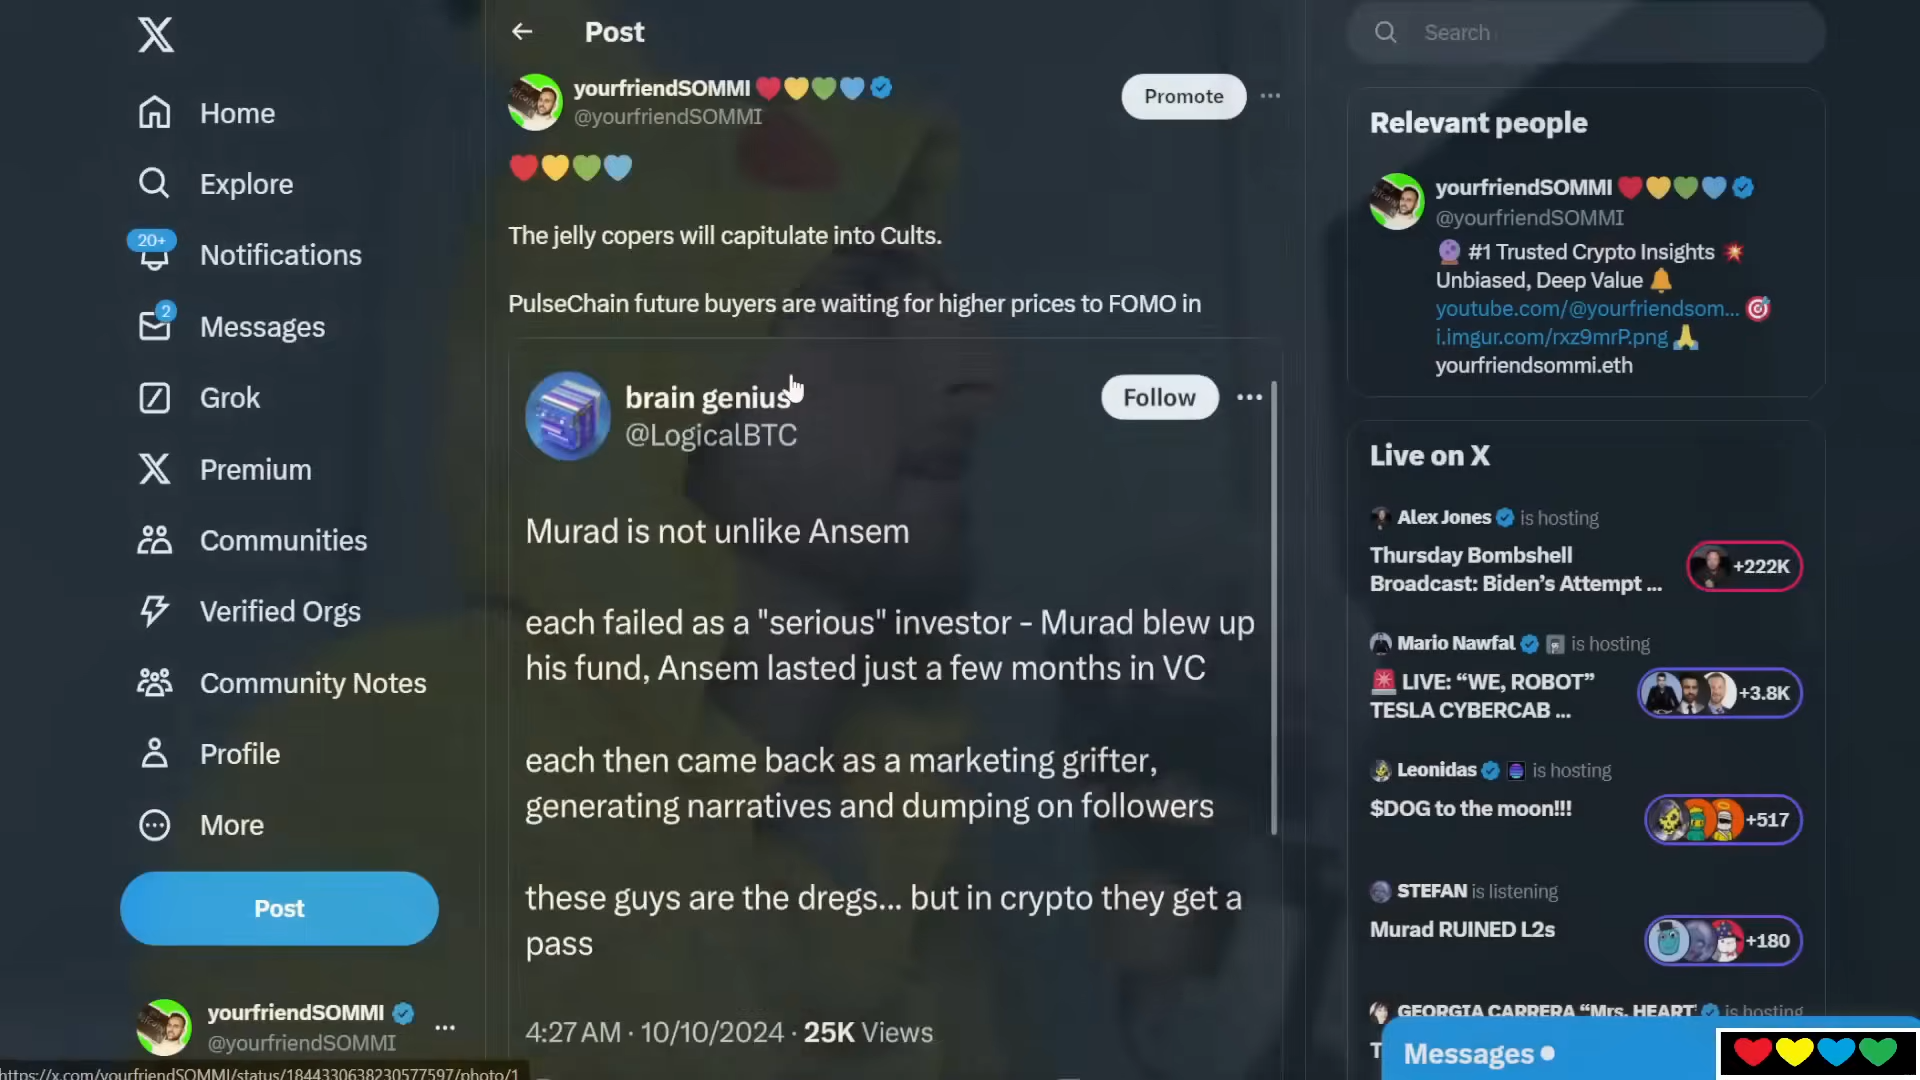 Post
Search
yourfriendSOMMI
@yourfriendSOMMI
Promote
The jelly copers will capitulate into Cults.
PulseChain future buyers are waiting for higher prices to FOMO in
brain genius
@LogicalBTC
Follow
Murad is not unlike Ansem
each failed as a "serious" investor - Murad blew up
his fund, Ansem lasted just a few months in VC
each then came back as a marketing grifter,
generating narratives and dumping on followers
these guys are the dregs... but in crypto they get a
pass
4:27 AM · 10/10/2024 · 25K Views
Home
Explore
20+
Notifications
2
Messages
Grok
Premium
Communities
Verified Orgs
Community Notes
Profile
More
Post
yourfriendSOMMI
@yourfriendSOMMI
https://x.com/yourfriendSOMMI/status/1844330638230577597/photo/1
Relevant people
yourfriendSOMMI
@yourfriendSOMMI
#1 Trusted Crypto Insights
Unbiased, Deep Value
youtube.com/@yourfriendsom...
i.imgur.com/rxz9mrP.png
yourfriendsommi.eth
Live on X
Alex Jones is hosting
Thursday Bombshell
Broadcast: Biden's Attempt ...
+222K
Mario Nawfal is hosting
LIVE: “WE, ROBOT”
TESLA CYBERCAB ...
+3.8K
Leonidas is hosting
$DOG to the moon!!!
+517
STEFAN is listening
Murad RUINED L2s
+180
GEORGIA CARRERA “Mrs. HEART is hosting
Messages